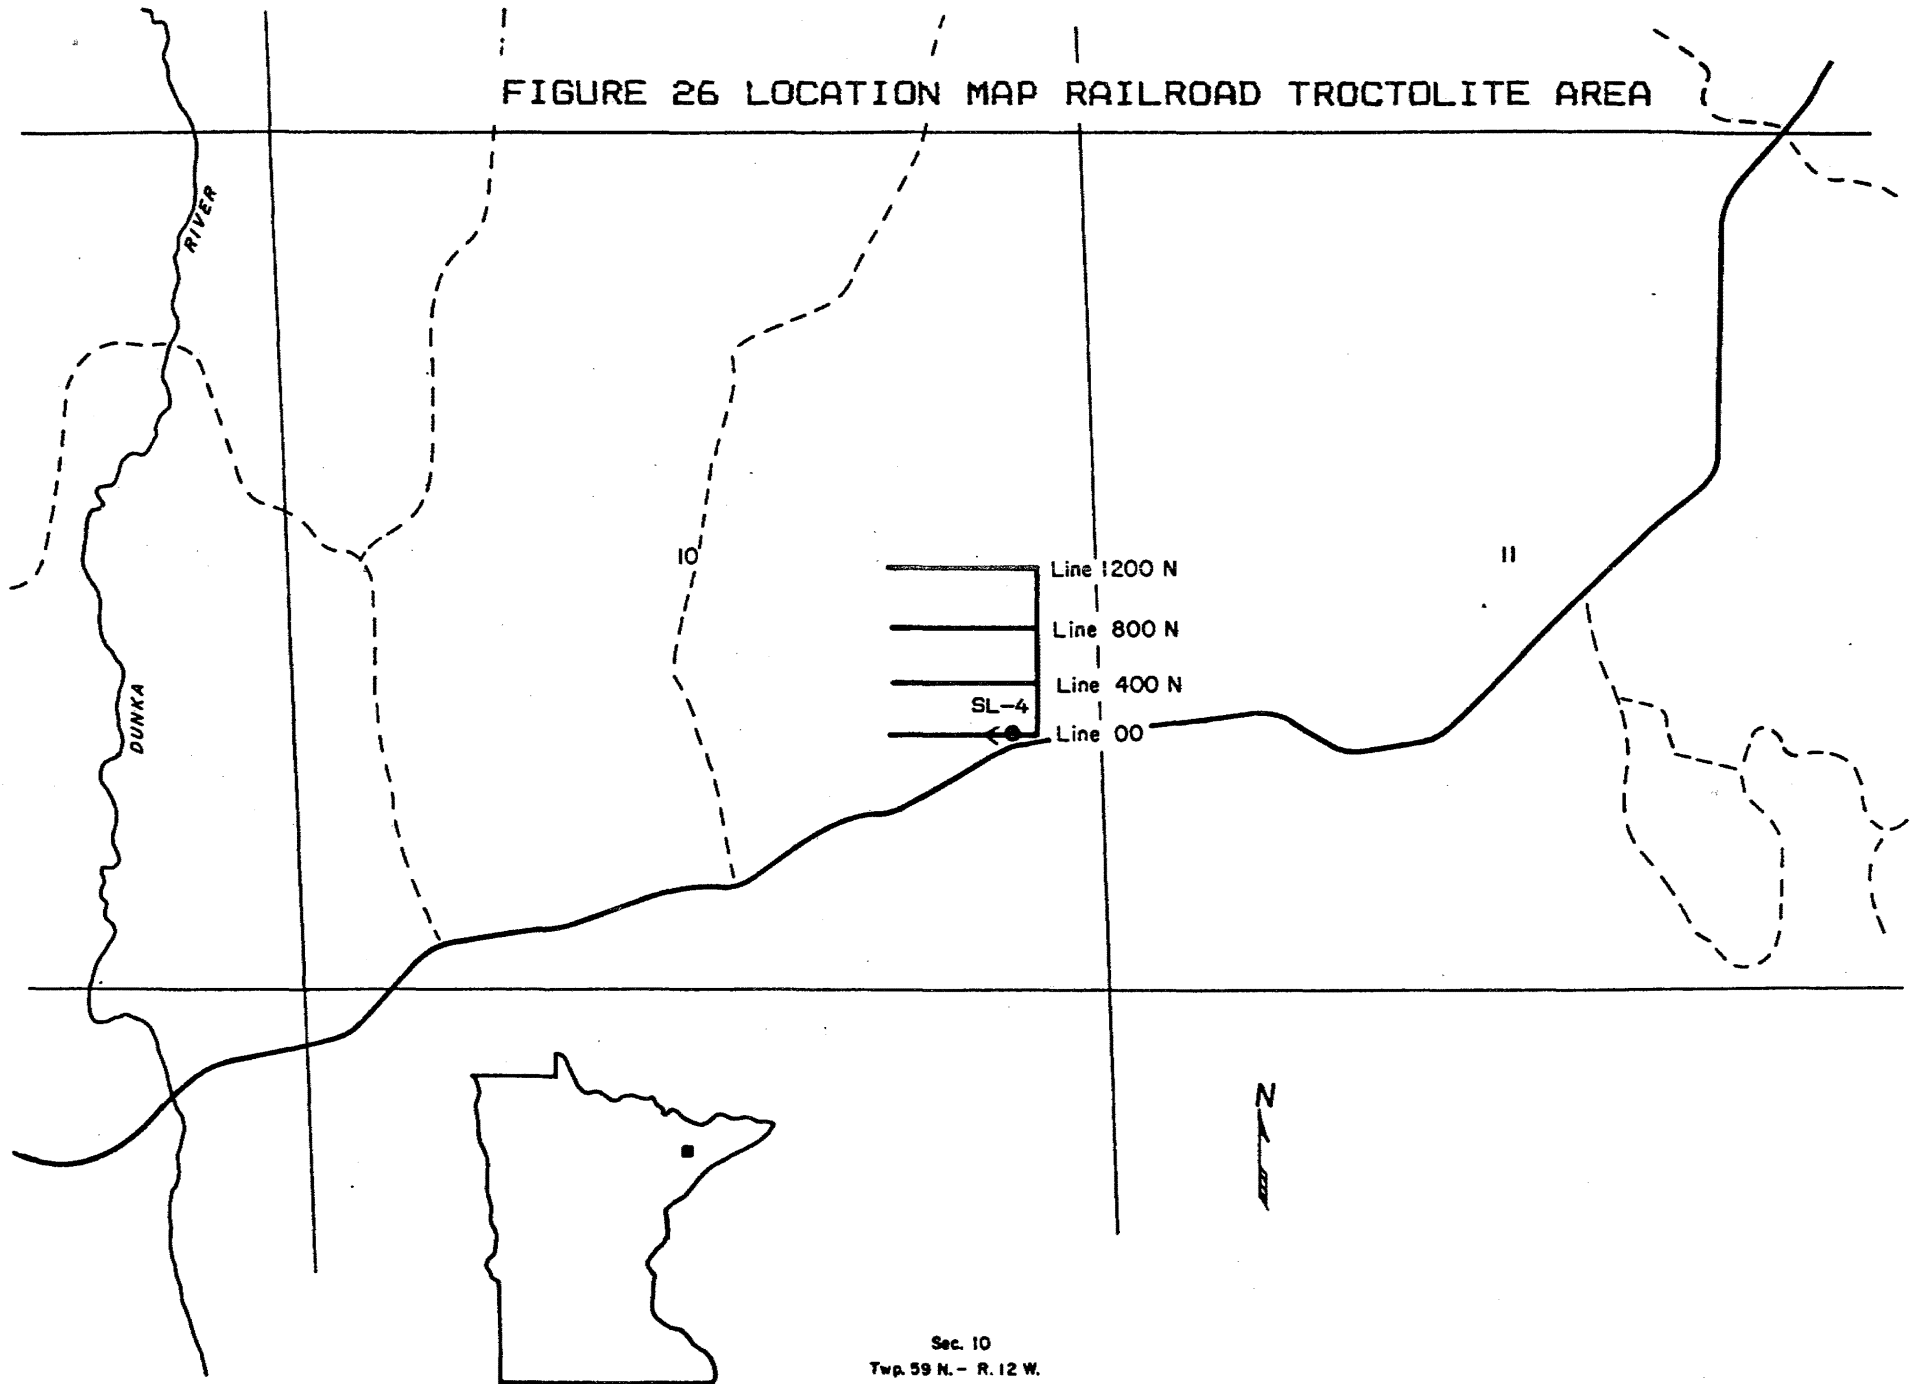 FIGURE 26 LOCATION MAP RAILROAD TROCTOLITE AREA
RIVER
10
11
Line 1200 N
Line 800 N
Line 400 N
SL-4
Line 00
DUNKA
N
Sec. 10
Twp. 59 N. - R. 12 W.